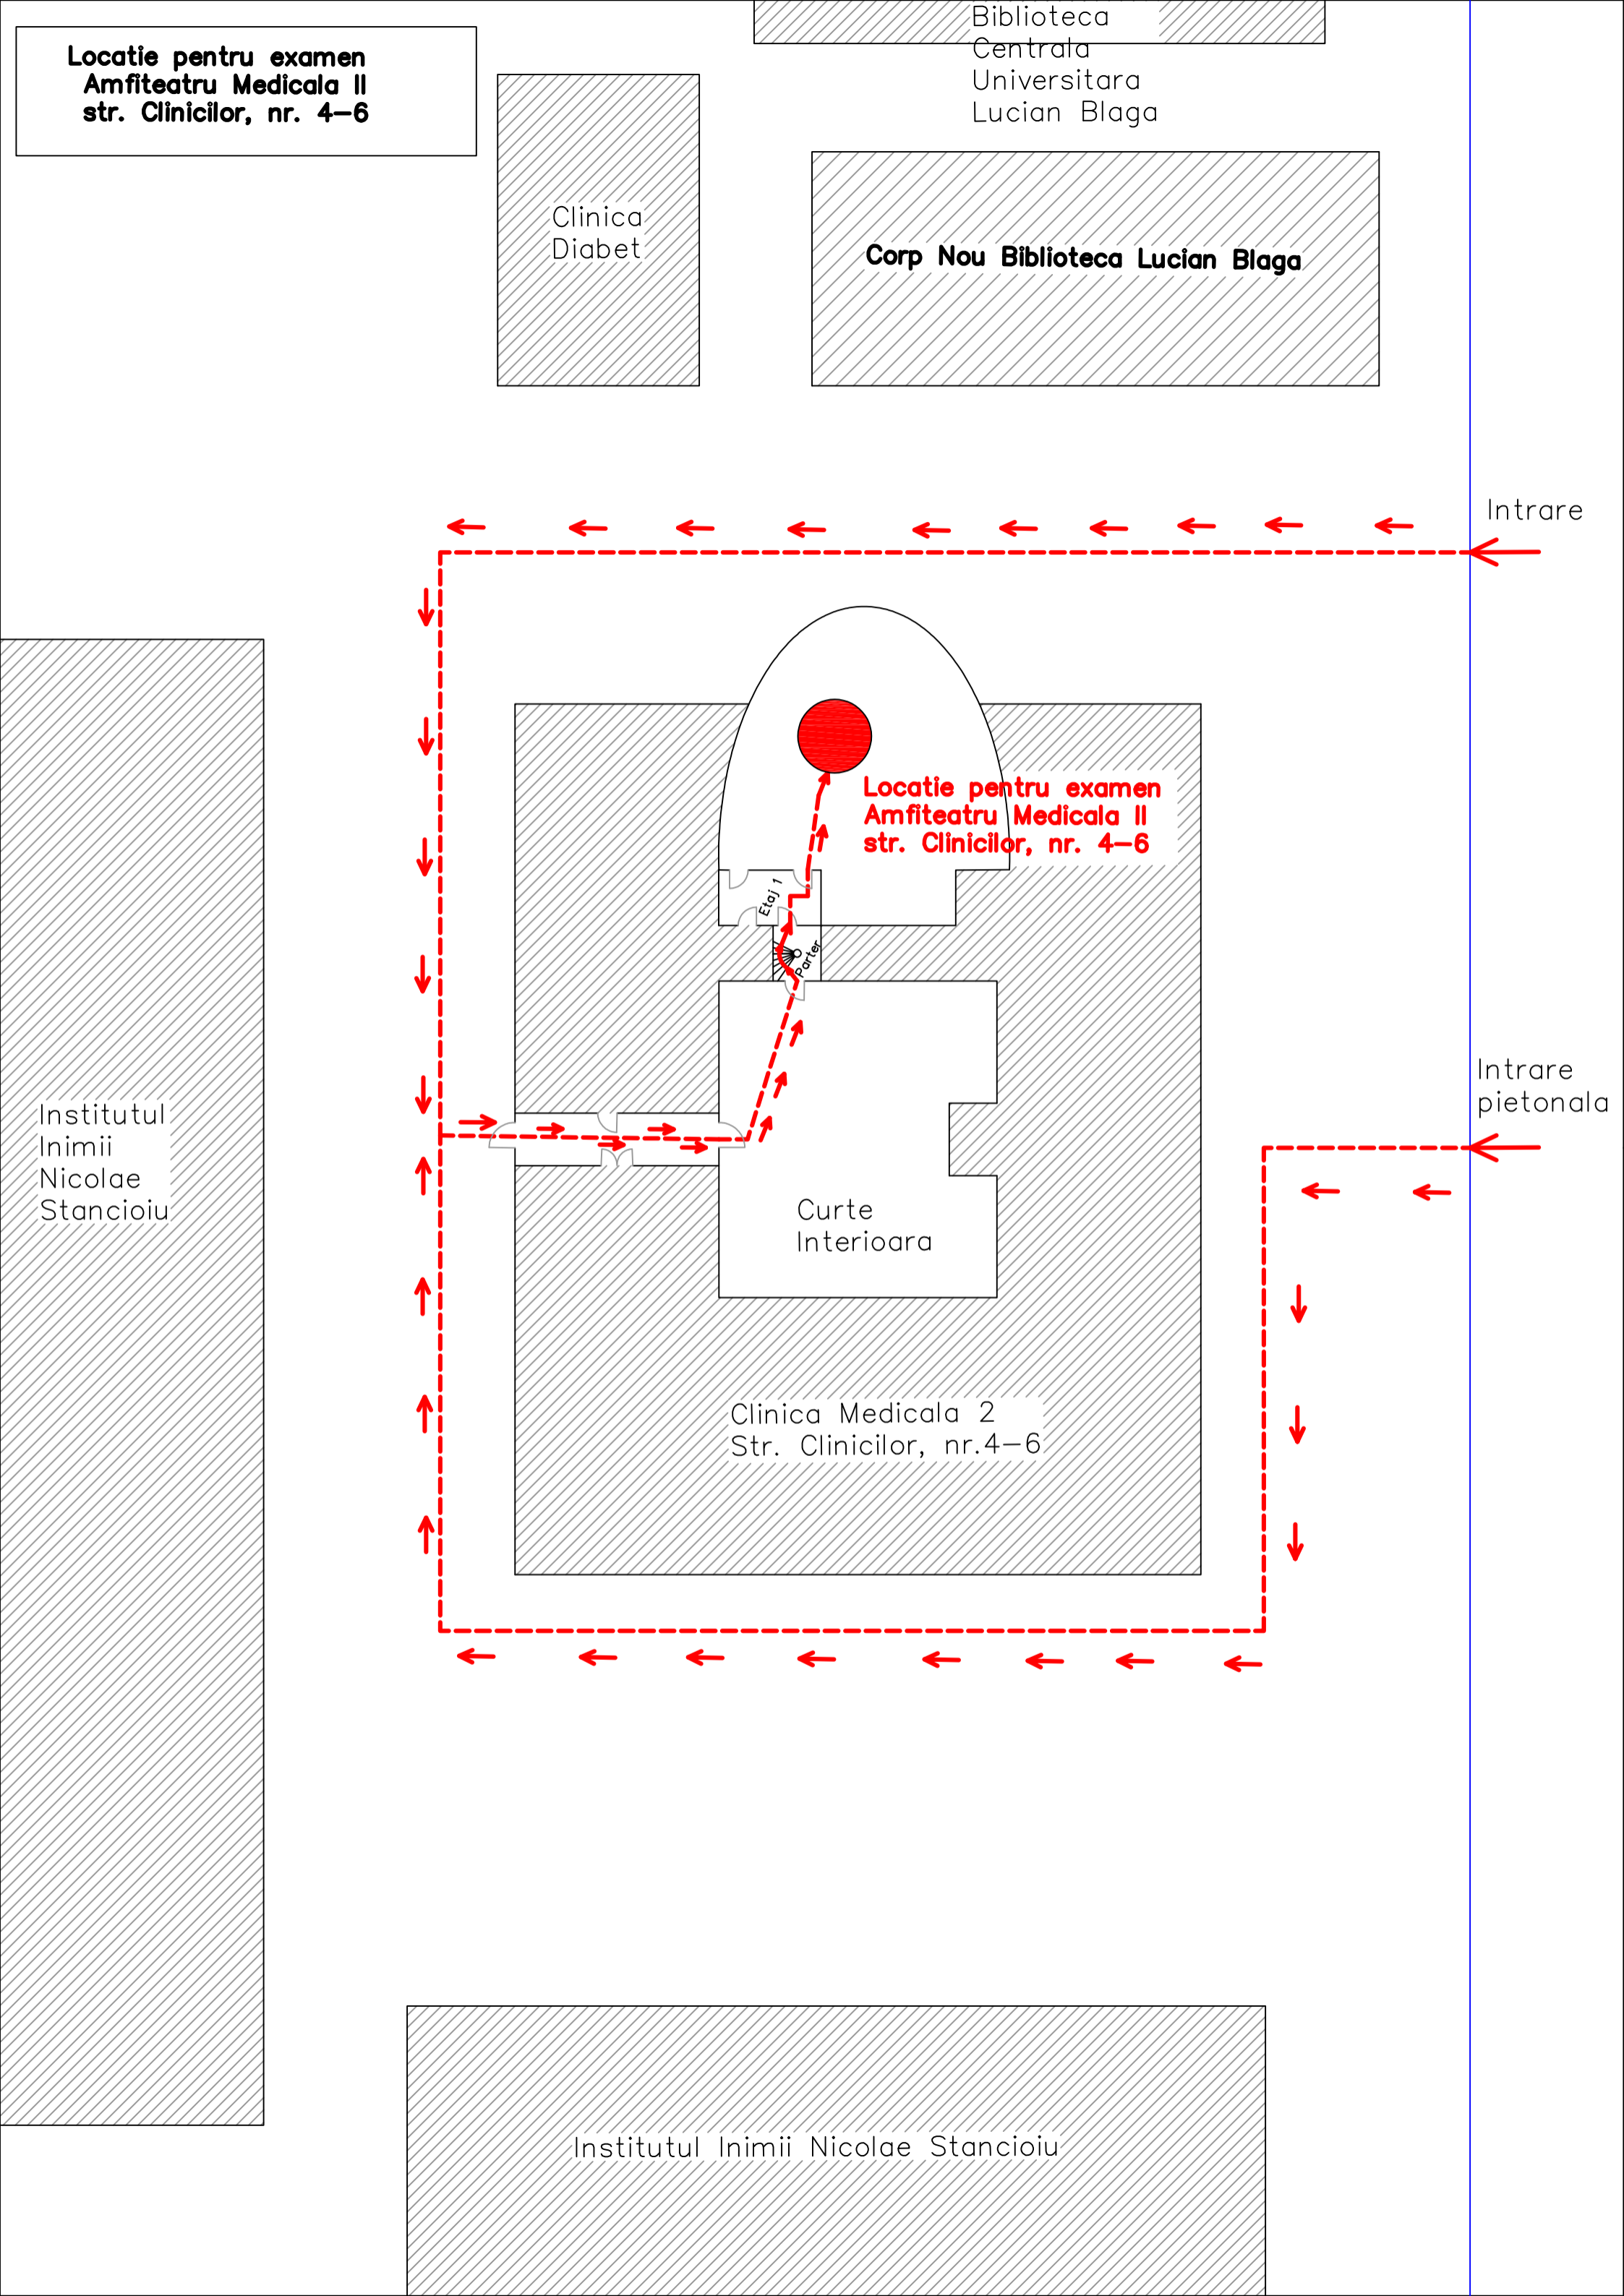 Biblioteca
Centrala
Universitara
Lucian Blaga
Locatie pentru examen
Amfiteatru Medicala II
str. Clinicilor, nr. 4-6
Clinica
Diabet
Corp Nou Biblioteca Lucian Blaga
Intrare
Locatie pentru examen
Amfiteatru Medicala II
str. Clinicilor, nr. 4-6
Etaj 1
Parter
Intrare
pietonala
Institutul
Inimii
Nicolae
Stancioiu
Curte
Interioara
Clinica Medicala 2
Str. Clinicilor, nr.4-6
Institutul Inimii Nicolae Stancioiu